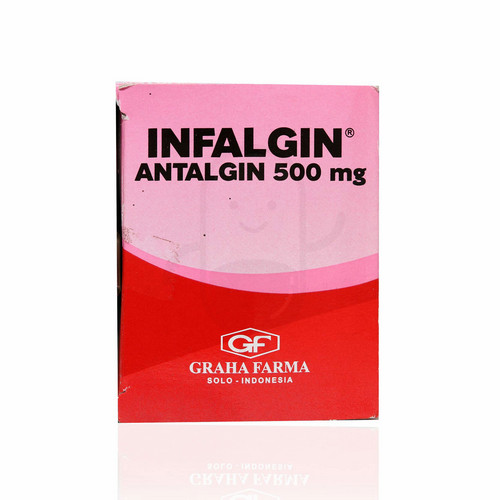 INFALGIN®
ANTALGIN 500 mg
GF
GRAHA FARMA
SOLO - INDONESIA